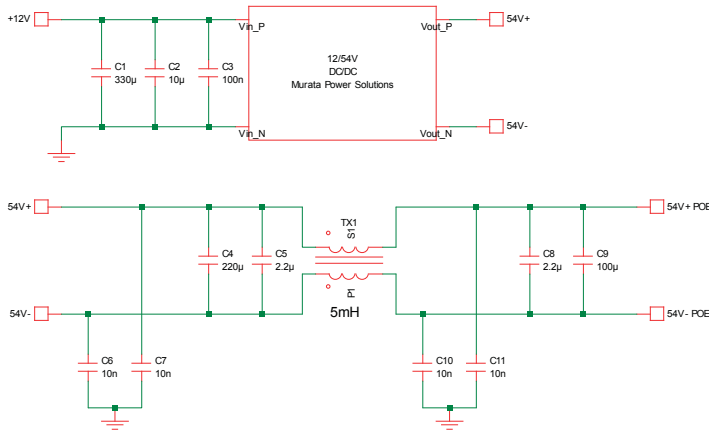 +12V
Vin_P
Vout_P
54V+
C1
330µ
C2
10µ
C3
100n
12/54V
DC/DC
Murata Power Solutions
Vin_N
Vout_N
54V-
54V+
TX1
S1
54V+ POE
C4
220µ
C5
2.2µ
C8
2.2µ
C9
100µ
P1
54V-
5mH
54V- POE
C6
10n
C7
10n
C10
10n
C11
10n